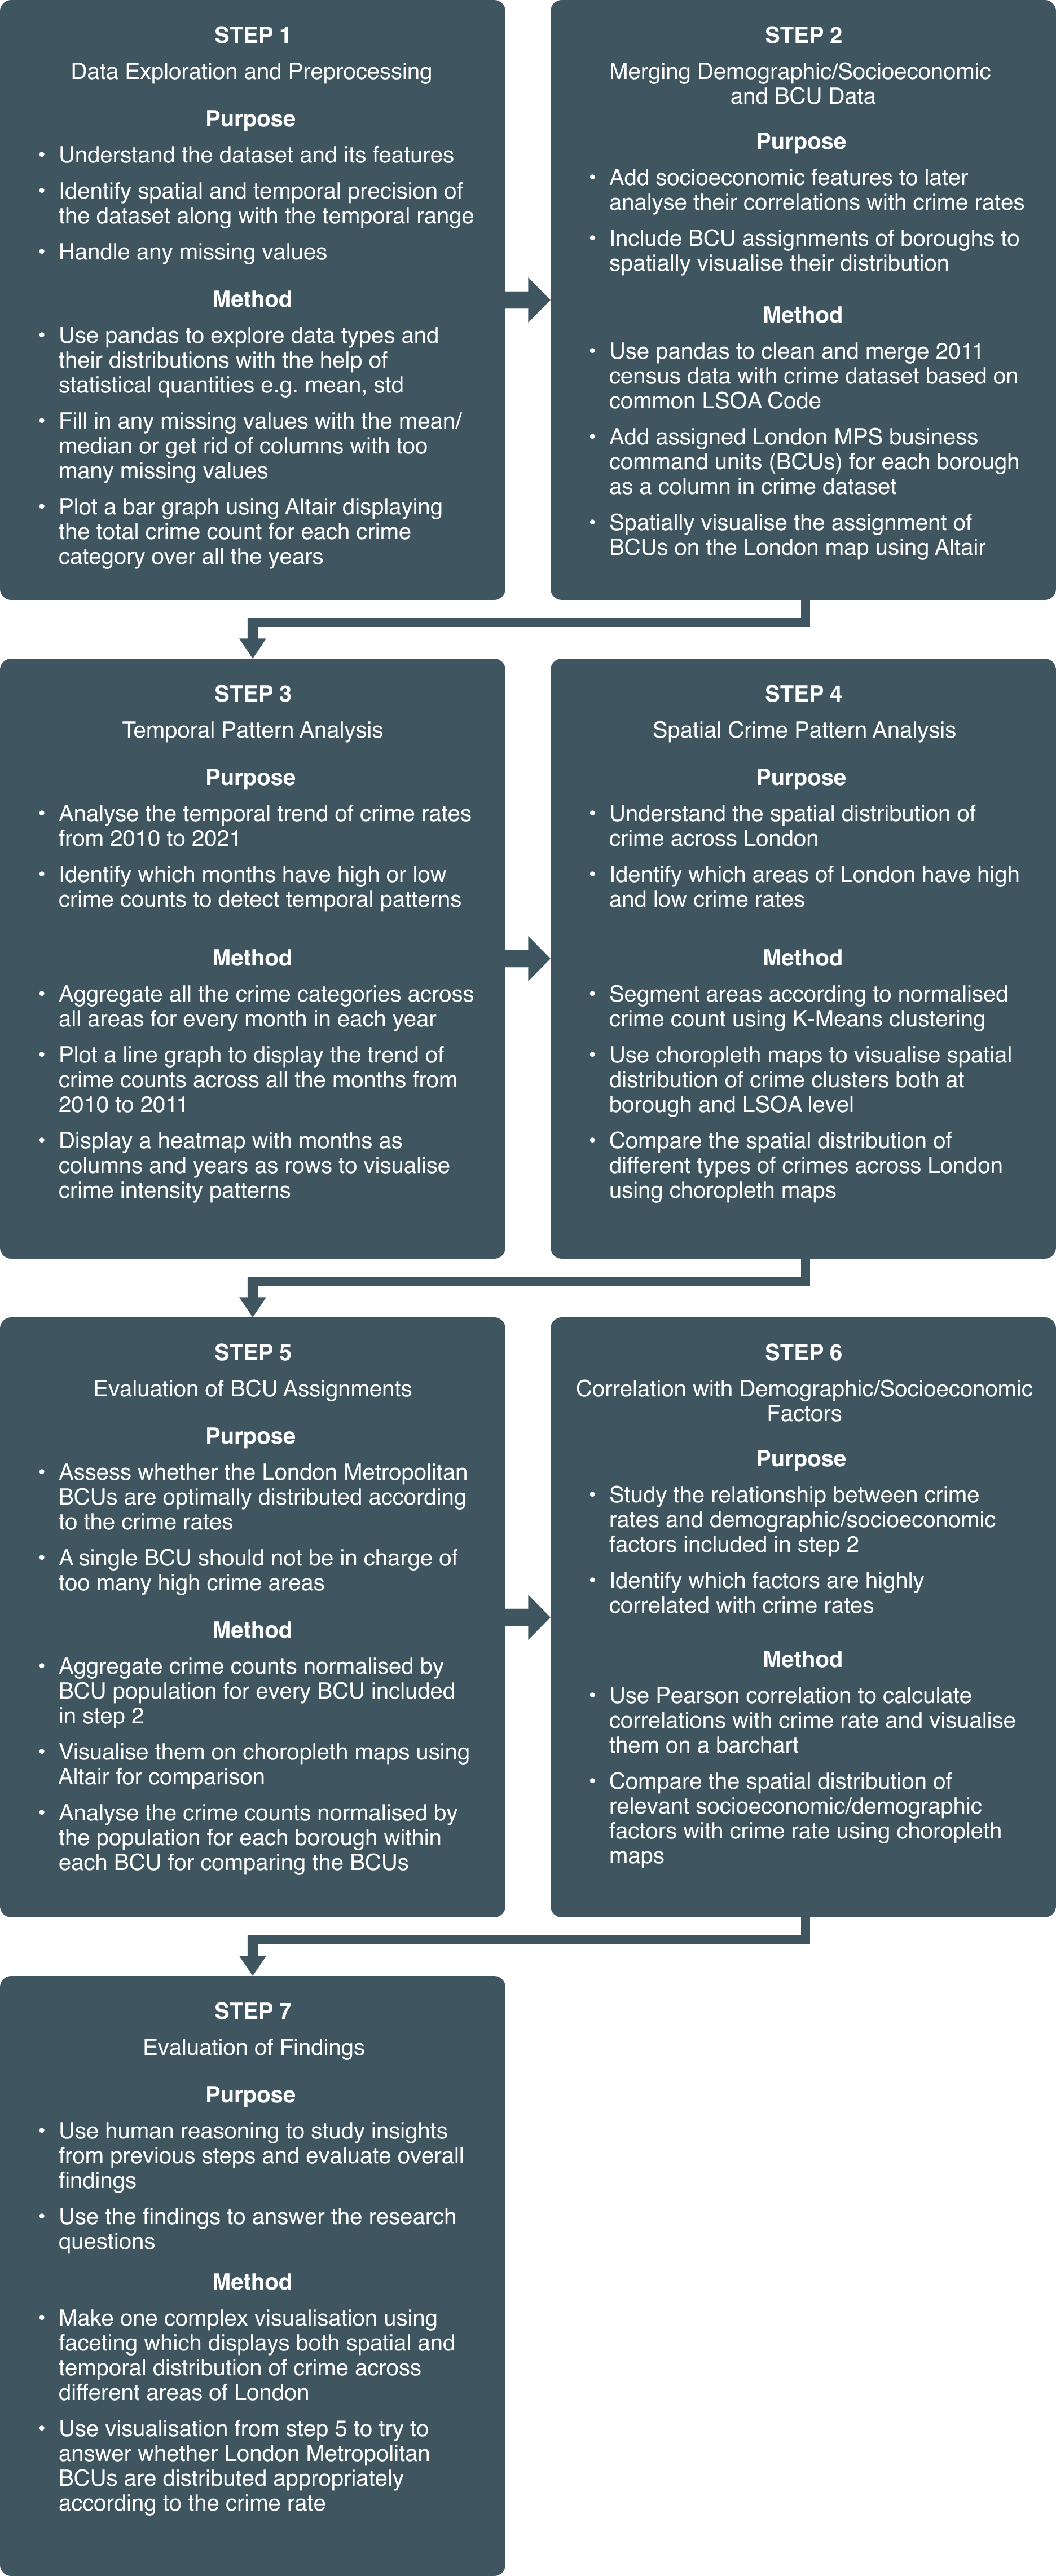 STEP 1
Data Exploration and Preprocessing
Purpose
• Understand the dataset and its features
• Identify spatial and temporal precision of
the dataset along with the temporal range
• Handle any missing values
Method
• Use pandas to explore data types and
their distributions with the help of
statistical quantities e.g. mean, std
• Fill in any missing values with the mean/
median or get rid of columns with too
many missing values
• Plot a bar graph using Altair displaying
the total crime count for each crime
category over all the years
STEP 2
Merging Demographic/Socioeconomic
and BCU Data
Purpose
• Add socioeconomic features to later
analyse their correlations with crime rates
• Include BCU assignments of boroughs to
spatially visualise their distribution
Method
• Use pandas to clean and merge 2011
census data with crime dataset based on
common LSOA Code
• Add assigned London MPS business
command units (BCUs) for each borough
as a column in crime dataset
• Spatially visualise the assignment of
BCUs on the London map using Altair
STEP 3
Temporal Pattern Analysis
Purpose
• Analyse the temporal trend of crime rates
from 2010 to 2021
• Identify which months have high or low
crime counts to detect temporal patterns
Method
• Aggregate all the crime categories across
all areas for every month in each year
• Plot a line graph to display the trend of
crime counts across all the months from
2010 to 2011
• Display a heatmap with months as
columns and years as rows to visualise
crime intensity patterns
STEP 4
Spatial Crime Pattern Analysis
Purpose
• Understand the spatial distribution of
crime across London
• Identify which areas of London have high
and low crime rates
Method
• Segment areas according to normalised
crime count using K-Means clustering
• Use choropleth maps to visualise spatial
distribution of crime clusters both at
borough and LSOA level
• Compare the spatial distribution of
different types of crimes across London
using choropleth maps
STEP 5
Evaluation of BCU Assignments
Purpose
• Assess whether the London Metropolitan
BCUs are optimally distributed according
to the crime rates
• A single BCU should not be in charge of
too many high crime areas
Method
• Aggregate crime counts normalised by
BCU population for every BCU included
in step 2
• Visualise them on choropleth maps using
Altair for comparison
• Analyse the crime counts normalised by
the population for each borough within
each BCU for comparing the BCUs
STEP 6
Correlation with Demographic/Socioeconomic
Factors
Purpose
• Study the relationship between crime
rates and demographic/socioeconomic
factors included in step 2
• Identify which factors are highly
correlated with crime rates
Method
• Use Pearson correlation to calculate
correlations with crime rate and visualise
them on a barchart
• Compare the spatial distribution of
relevant socioeconomic/demographic
factors with crime rate using choropleth
maps
STEP 7
Evaluation of Findings
Purpose
• Use human reasoning to study insights
from previous steps and evaluate overall
findings
• Use the findings to answer the research
questions
Method
• Make one complex visualisation using
faceting which displays both spatial and
temporal distribution of crime across
different areas of London
• Use visualisation from step 5 to try to
answer whether London Metropolitan
BCUs are distributed appropriately
according to the crime rate